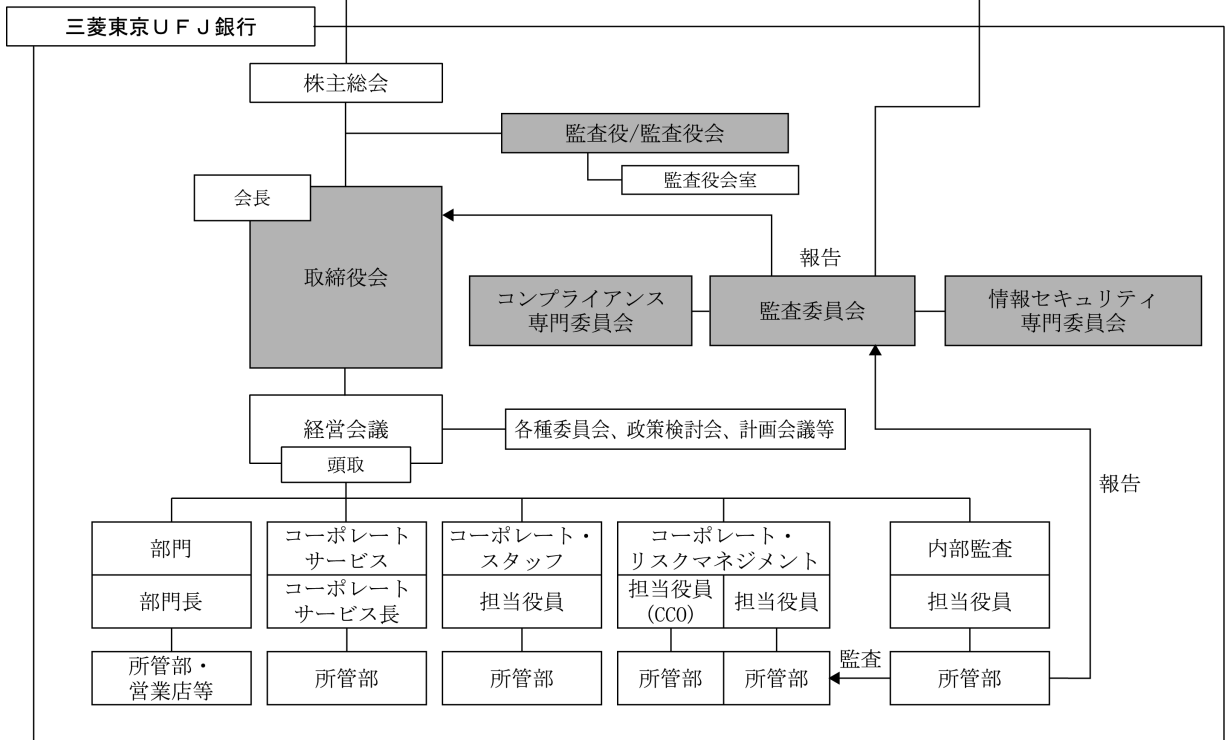 三菱東京ＵＦＪ銀行
株主総会
監査役/監査役会
監査役会室
会長
取締役会
報告
コンプライアンス
専門委員会
監査委員会
情報セキュリティ
専門委員会
経営会議
各種委員会、政策検討会、計画会議等
頭取
報告
部門
コーポレート
サービス
コーポレート・
スタッフ
コーポレート・
リスクマネジメント
内部監査
部門長
コーポレート
サービス長
担当役員
担当役員
(CCO)
担当役員
担当役員
所管部・
営業店等
所管部
所管部
所管部
所管部
監査
所管部